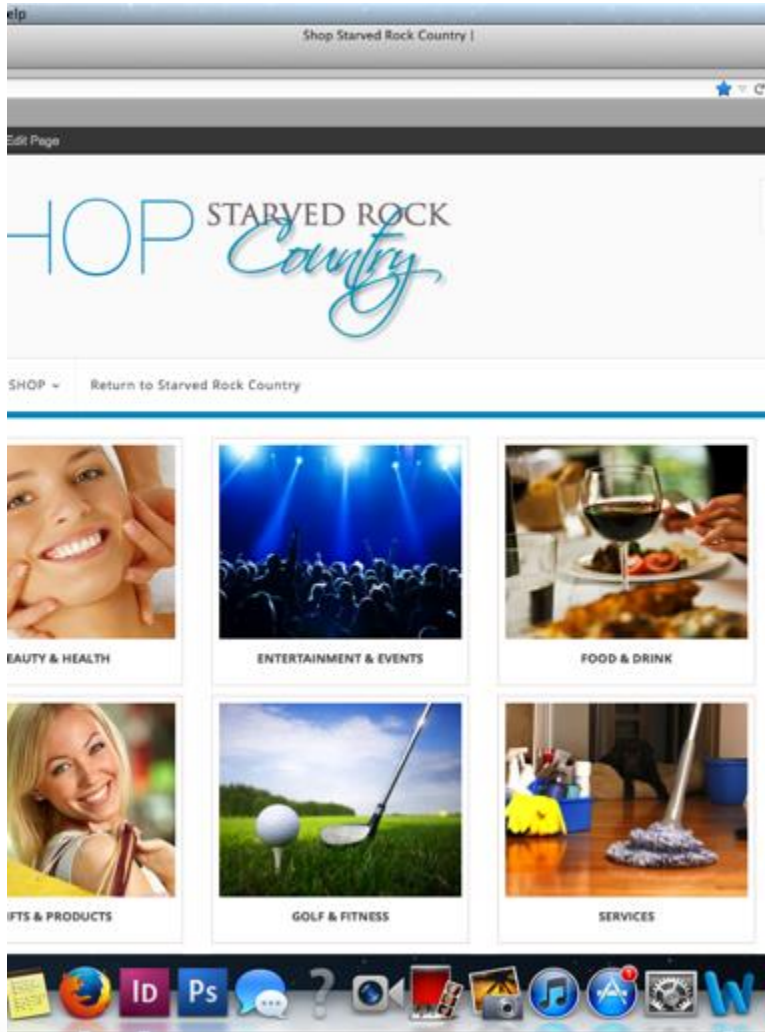 elp
Shop Starved Rock Country |
Edit Page
HOP STARVED ROCK
Country
SHOP
Return to Starved Rock Country
EAUTY & HEALTH
ENTERTAINMENT & EVENTS
FOOD & DRINK
IFTS & PRODUCTS
GOLF & FITNESS
SERVICES
ID
Ps
?
1
W